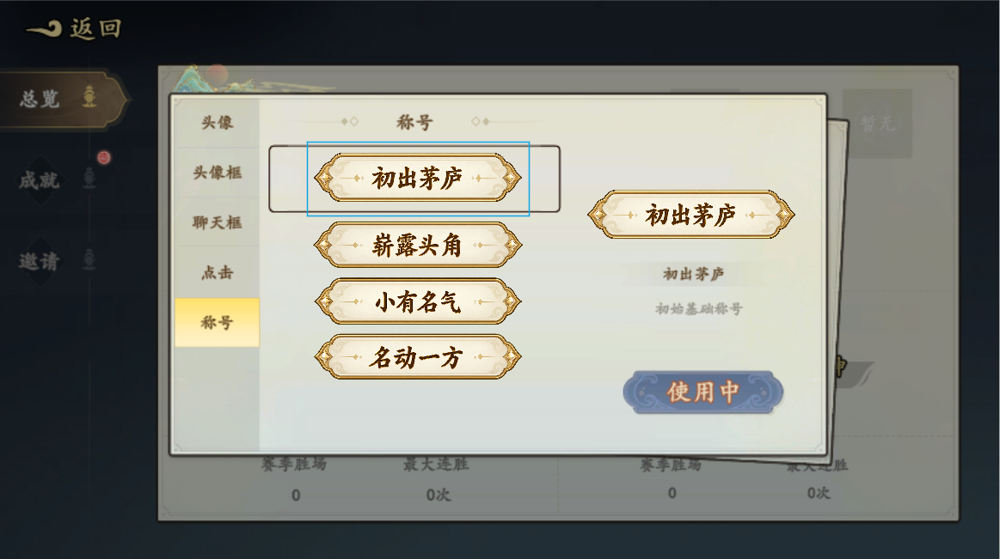 返回
总览
成就
邀请
头像
头像框
聊天框
点击
称号
称号
初出茅庐
崭露头角
小有名气
名动一方
初出茅庐
初出茅庐
初始基础称号
使用中
暂无
赛季胜场
最大连胜
赛季胜场
最大连胜
0
0次
0
0次